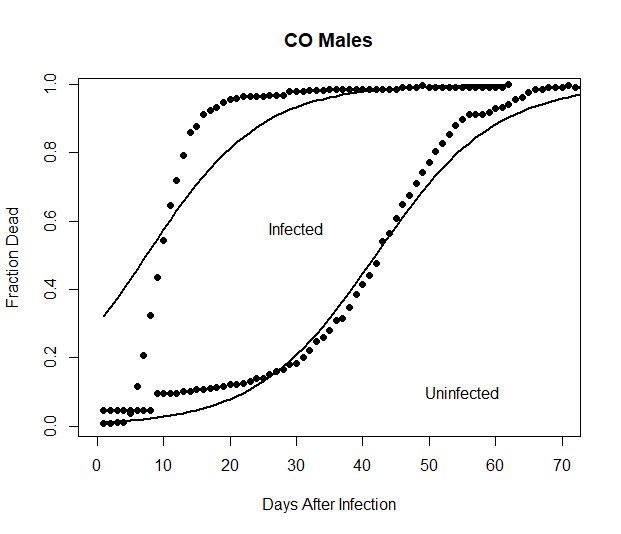 CO Males
1.0
0.8
0.6
0.4
0.2
0.0
Fraction Dead
Infected
Uninfected
0 10 20 30 40 50 60 70
Days After Infection